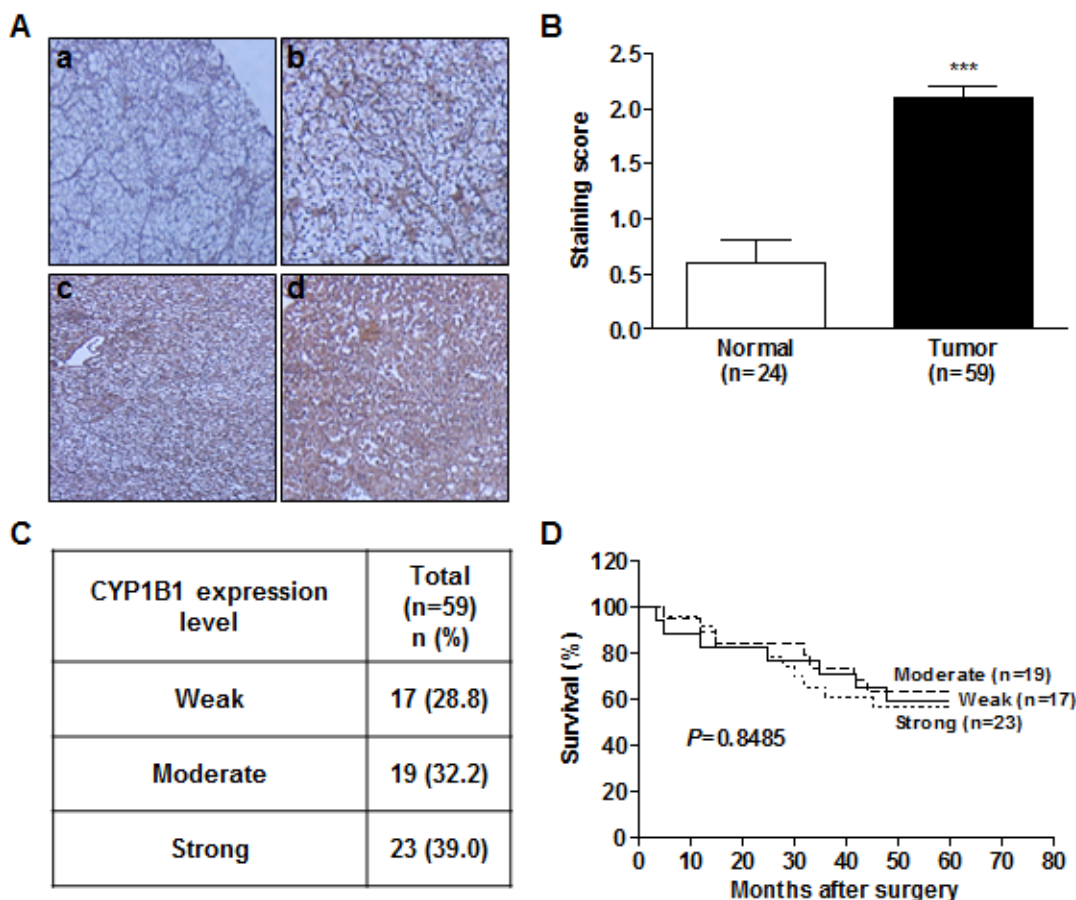 A
a
b
c
d
B
2.5
2.0
1.5
1.0
0.5
0.0
Staining score
***
Normal
(n=24)
Tumor
(n=59)
C
CYP1B1 expression
level
Total
(n=59)
n (%)
Weak
17 (28.8)
Moderate
19 (32.2)
Strong
23 (39.0)
D
120
100
80
60
40
20
0
Survival (%)
Moderate (n=19)
Weak (n=17)
Strong (n=23)
P=0.8485
0 10 20 30 40 50 60 70 80
Months after surgery